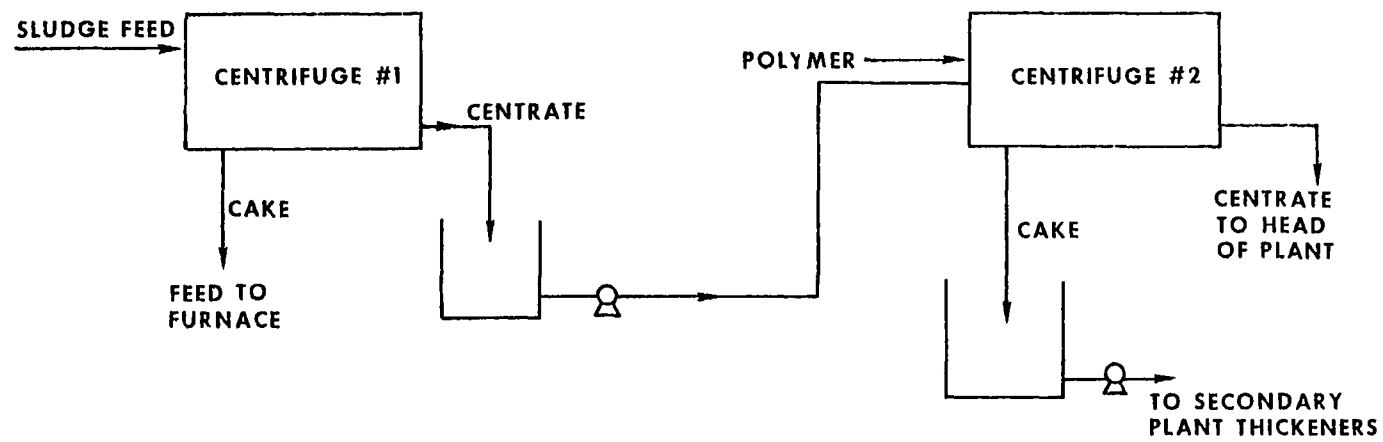 SLUDGE FEED
CENTRIFUGE #1
CENTRATE
CAKE
FEED TO
FURNACE
POLYMER
CENTRIFUGE #2
CENTRATE
TO HEAD
OF PLANT
CAKE
TO SECONDARY
PLANT THICKENERS